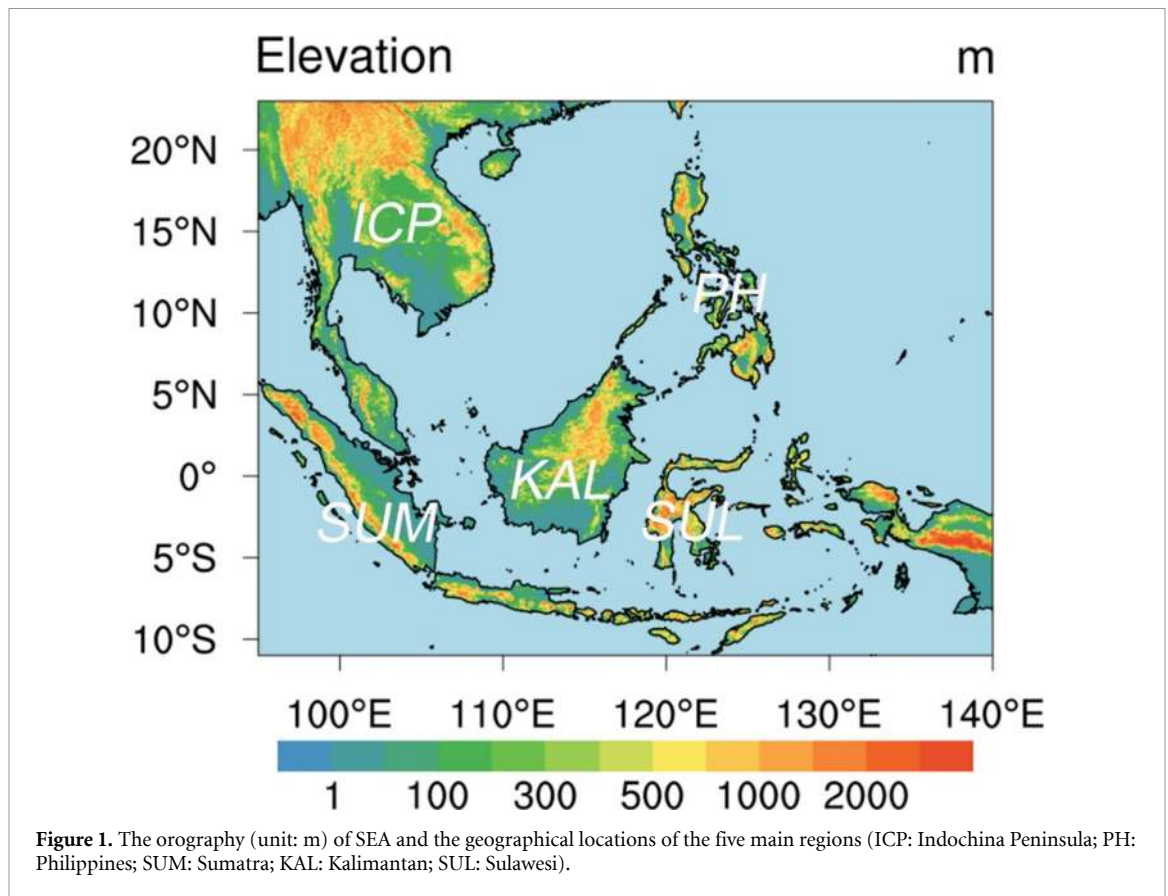 Elevation m
20°N
15°N
10°N
5°N
0°
5°S
10°S
ICP
PH
KAL
SUM
SUL
100°E 110°E 120°E 130°E 140°E
1 100 300 500 1000 2000
Figure 1. The orography (unit: m) of SEA and the geographical locations of the five main regions (ICP: Indochina Peninsula; PH:
Philippines; SUM: Sumatra; KAL: Kalimantan; SUL: Sulawesi).